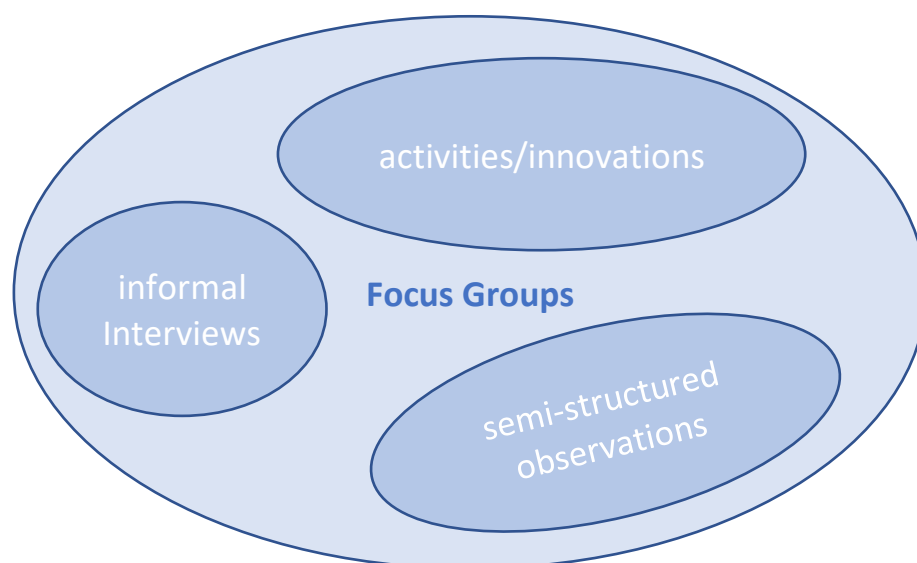 activities/innovations
informal
Interviews
Focus Groups
semi-structured
observations